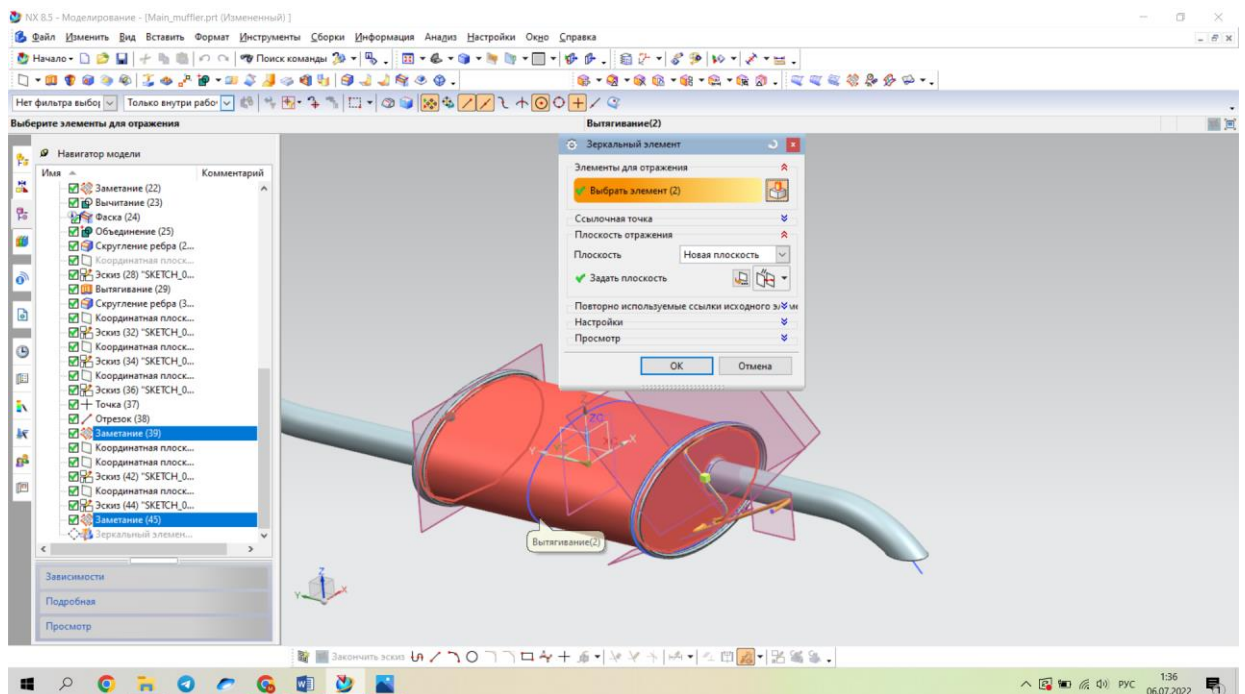 NX 8.5 - Моделирование - [Main_muffler.prt (Измененный) ]
Файл Изменить Вид Вставить Формат Инструменты Сборки Информация Анализ Настройки Окно Справка
Начало Поиск команды
Нет фильтра выбор Только внутри рабо
Выберите элементы для отражения Вытягивание(2)
Навигатор модели
Имя Комментарий
Заметание (22)
Вычитание (23)
Фаска (24)
Объединение (25)
Скругление ребра (2...
Координатная плоск...
Эскиз (28) "SKETCH_0...
Вытягивание (29)
Скругление ребра (3...
Координатная плоск...
Эскиз (32) "SKETCH_0...
Координатная плоск...
Эскиз (34) "SKETCH_0...
Координатная плоск...
Эскиз (36) "SKETCH_0...
Точка (37)
Отрезок (38)
Заметание (39)
Координатная плоск...
Эскиз (42) "SKETCH_0...
Координатная плоск...
Эскиз (44) "SKETCH_0...
Заметание (45)
Зеркальный элемен...
Зависимости
Подробная
Просмотр
Зеркальный элемент
Элементы для отражения
Выбрать элемент (2)
Ссылочная точка
Плоскость отражения
Плоскость Новая плоскость
Задать плоскость
Повторно используемые ссылки исходного
Настройки
Просмотр
OK Отмена
Z
ZC
Y
X
Вытягивание(2)
Z
Y X
Закончить эскиз
РУС
1:36
06.07.2022